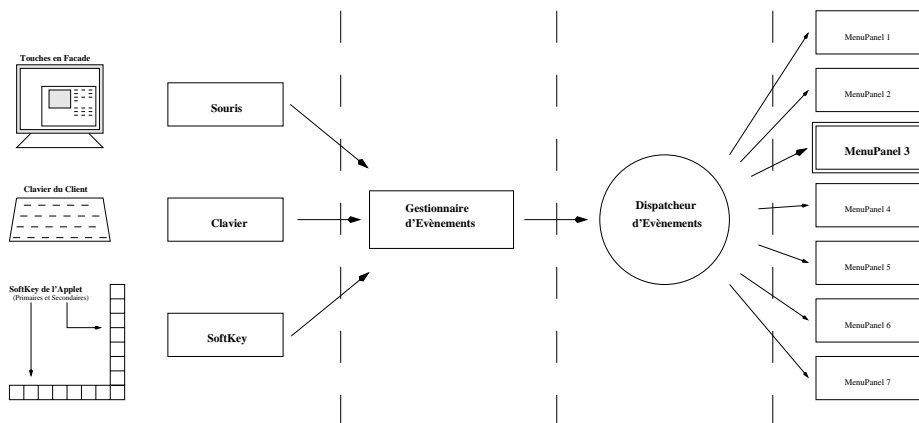 Touches en Facade
Souris
Clavier du Client
Clavier
SoftKey de l'Applet
(Primaires et Secondaires)
SoftKey
Gestionnaire
d'Evènements
Dispatcheur
d'Evènements
MenuPanel 1
MenuPanel 2
MenuPanel 3
MenuPanel 4
MenuPanel 5
MenuPanel 6
MenuPanel 7